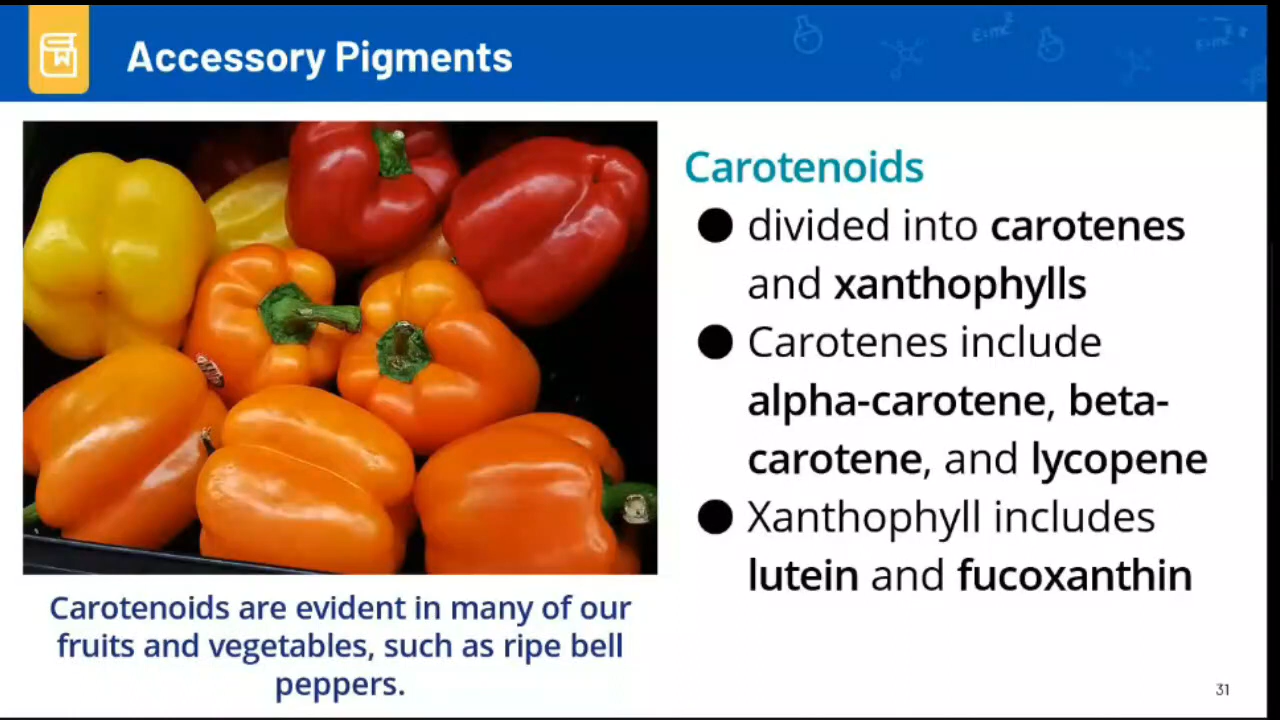 Accessory Pigments
E=mc²
Carotenoids
● divided into carotenes
and xanthophylls
● Carotenes include
alpha-carotene, beta-
carotene, and lycopene
● Xanthophyll includes
lutein and fucoxanthin
Carotenoids are evident in many of our
fruits and vegetables, such as ripe bell
peppers.
31